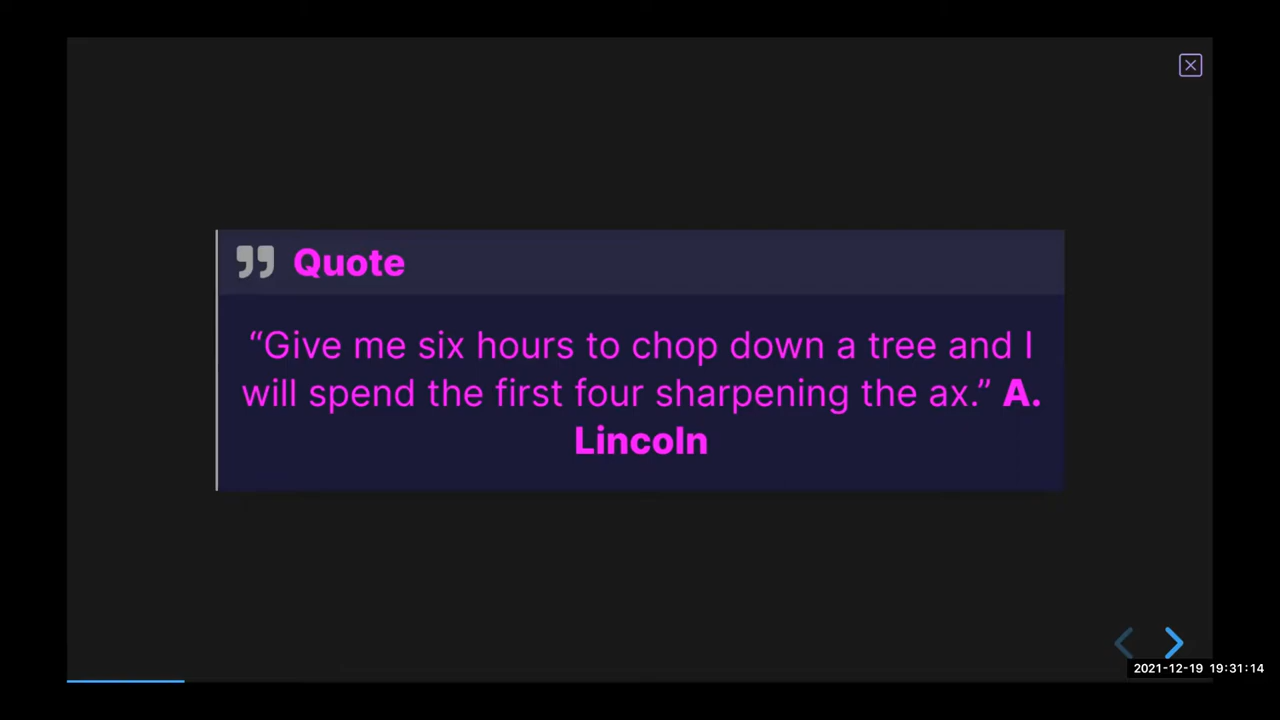 Quote
“Give me six hours to chop down a tree and I
will spend the first four sharpening the ax.” A.
Lincoln
2021-12-19 19:31:14